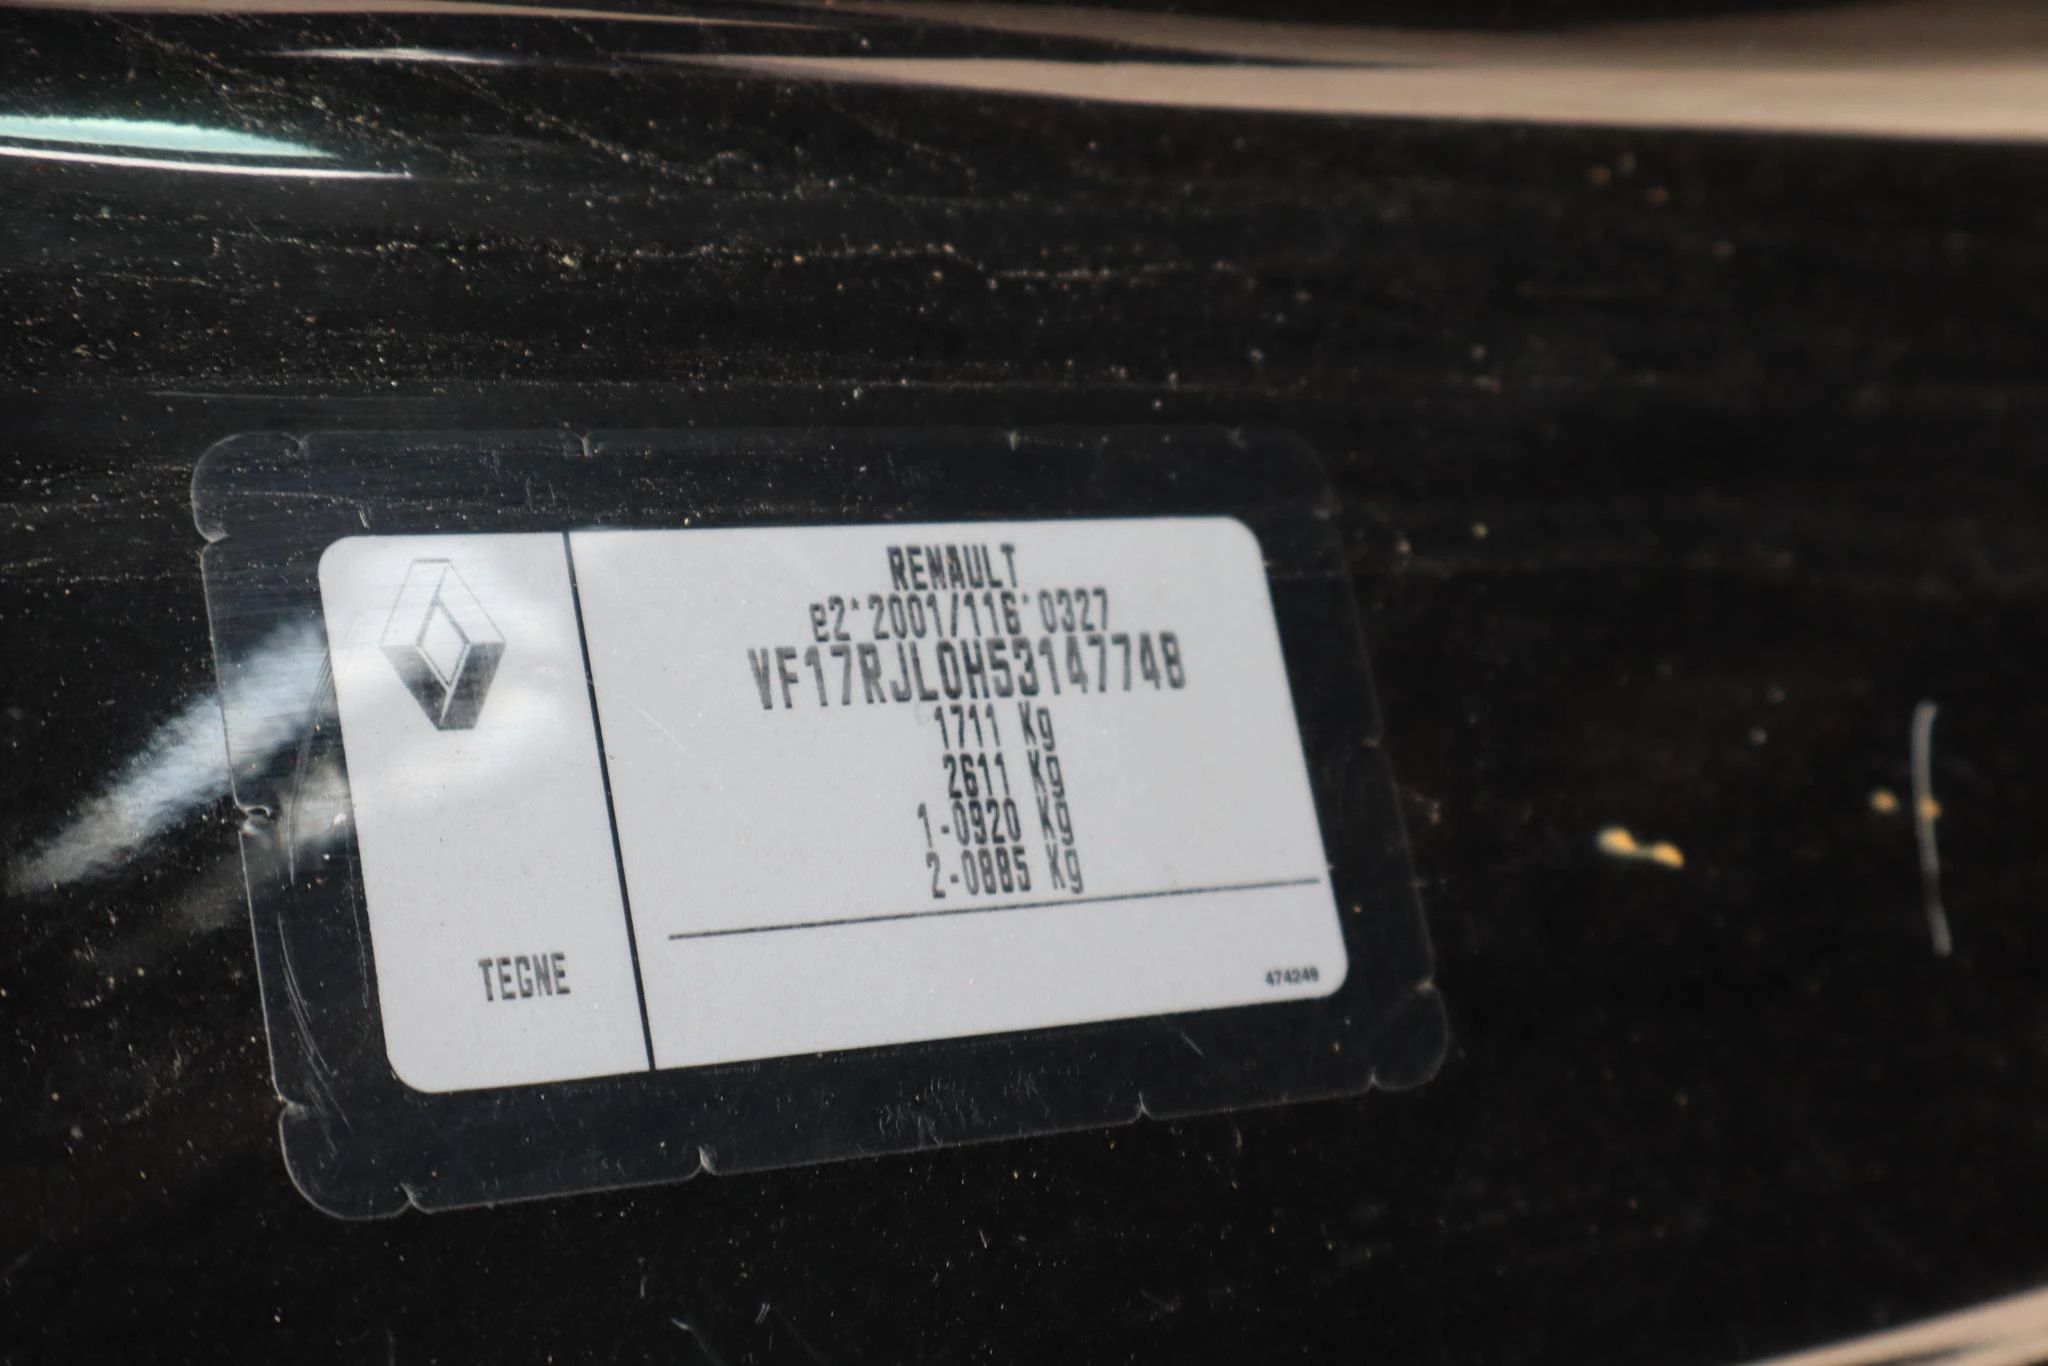 RENAULT
e2*2001/116*0327
VF17RJL0H53147748
1711 Kg
2611 Kg
1-0920 Kg
2-0885 Kg
TEGNE
474249